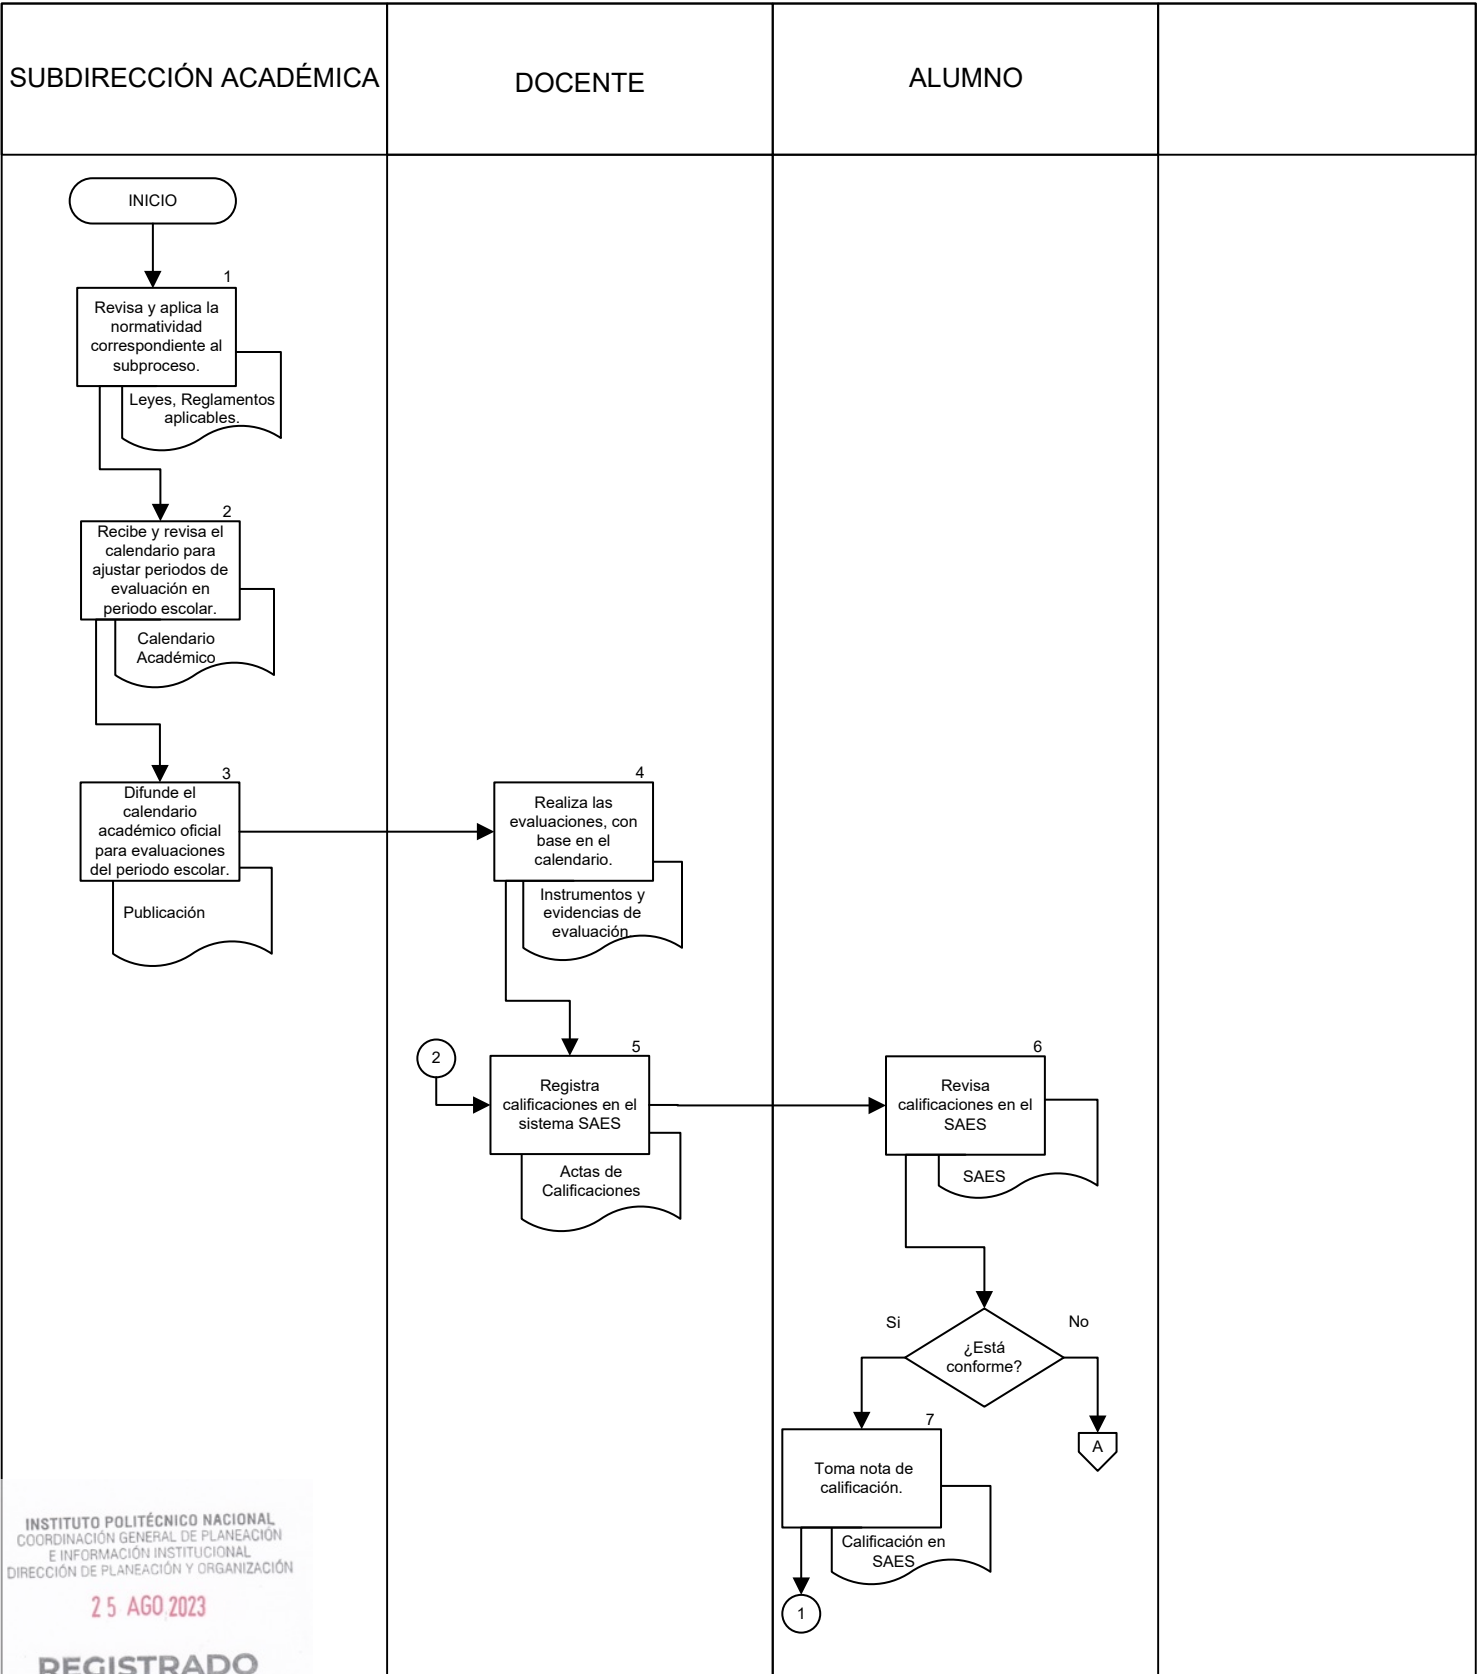 SUBDIRECCIÓN ACADÉMICA
DOCENTE
ALUMNO
INICIO
1
Revisa y aplica la
normatividad
correspondiente al
subproceso.
Leyes, Reglamentos
aplicables.
2
Recibe y revisa el
calendario para
ajustar periodos de
evaluación en
periodo escolar.
Calendario
Académico
3
Difunde el
calendario
académico oficial
para evaluaciones
del periodo escolar.
Publicación
4
Realiza las
evaluaciones, con
base en el
calendario.
Instrumentos y
evidencias de
evaluación.
2
5
Registra
calificaciones en el
sistema SAES
Actas de
Calificaciones
6
Revisa
calificaciones en el
SAES
SAES
¿Está
conforme?
Si
No
A
7
Toma nota de
calificación.
Calificación en
SAES
1
INSTITUTO POLITÉCNICO NACIONAL
COORDINACIÓN GENERAL DE PLANEACIÓN
E INFORMACIÓN INSTITUCIONAL
DIRECCIÓN DE PLANEACIÓN Y ORGANIZACIÓN
25 AGO 2023
REGISTRADO